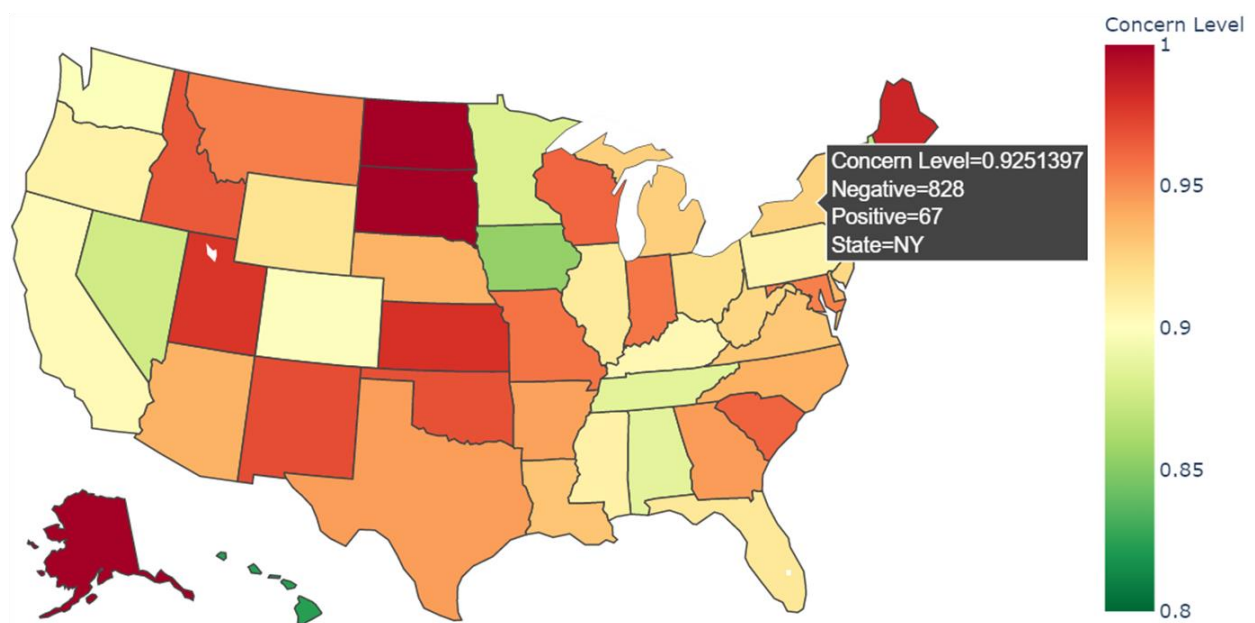 Concern Level
1
Concern Level=0.9251397
Negative=828
Positive=67
State=NY
0.95
0.9
0.85
0.8